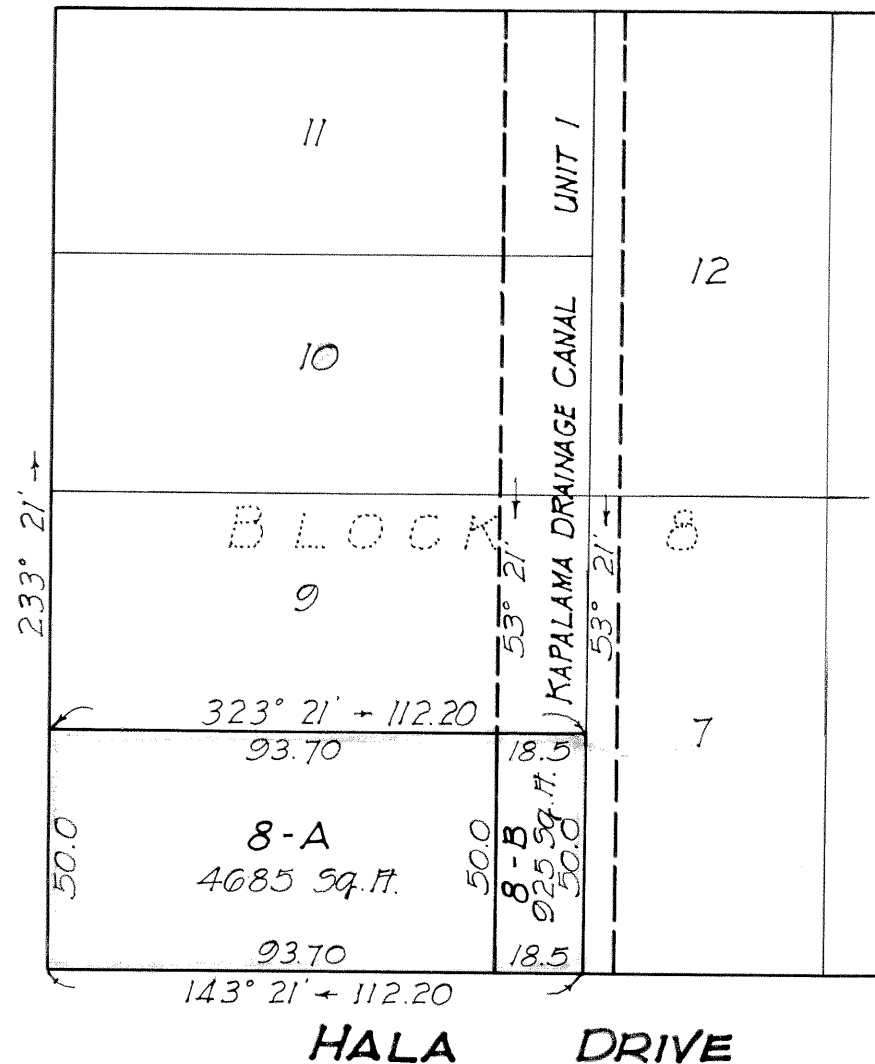 11
UNIT 1
12
10
KAPALAMA DRAINAGE CANAL
233° 21' →
BLOCK 8
53° 21' →
53° 21' →
9
7
323° 21' → 112.20
93.70
18.5
50.0
8-A
4685 Sq. Ft.
50.0
8-B
925 Sq. Ft.
50.0
93.70
18.5
143° 21' ← 112.20
HALA DRIVE